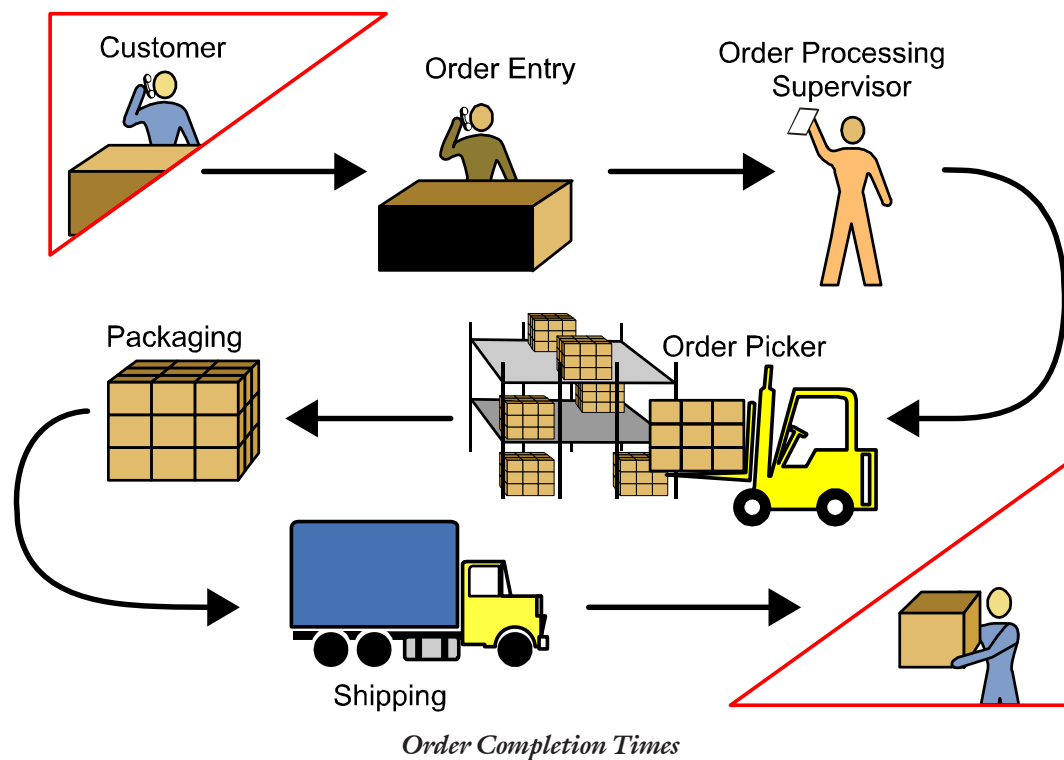 Customer
Order Entry
Order Processing
Supervisor
Packaging
Order Picker
Shipping
Order Completion Times